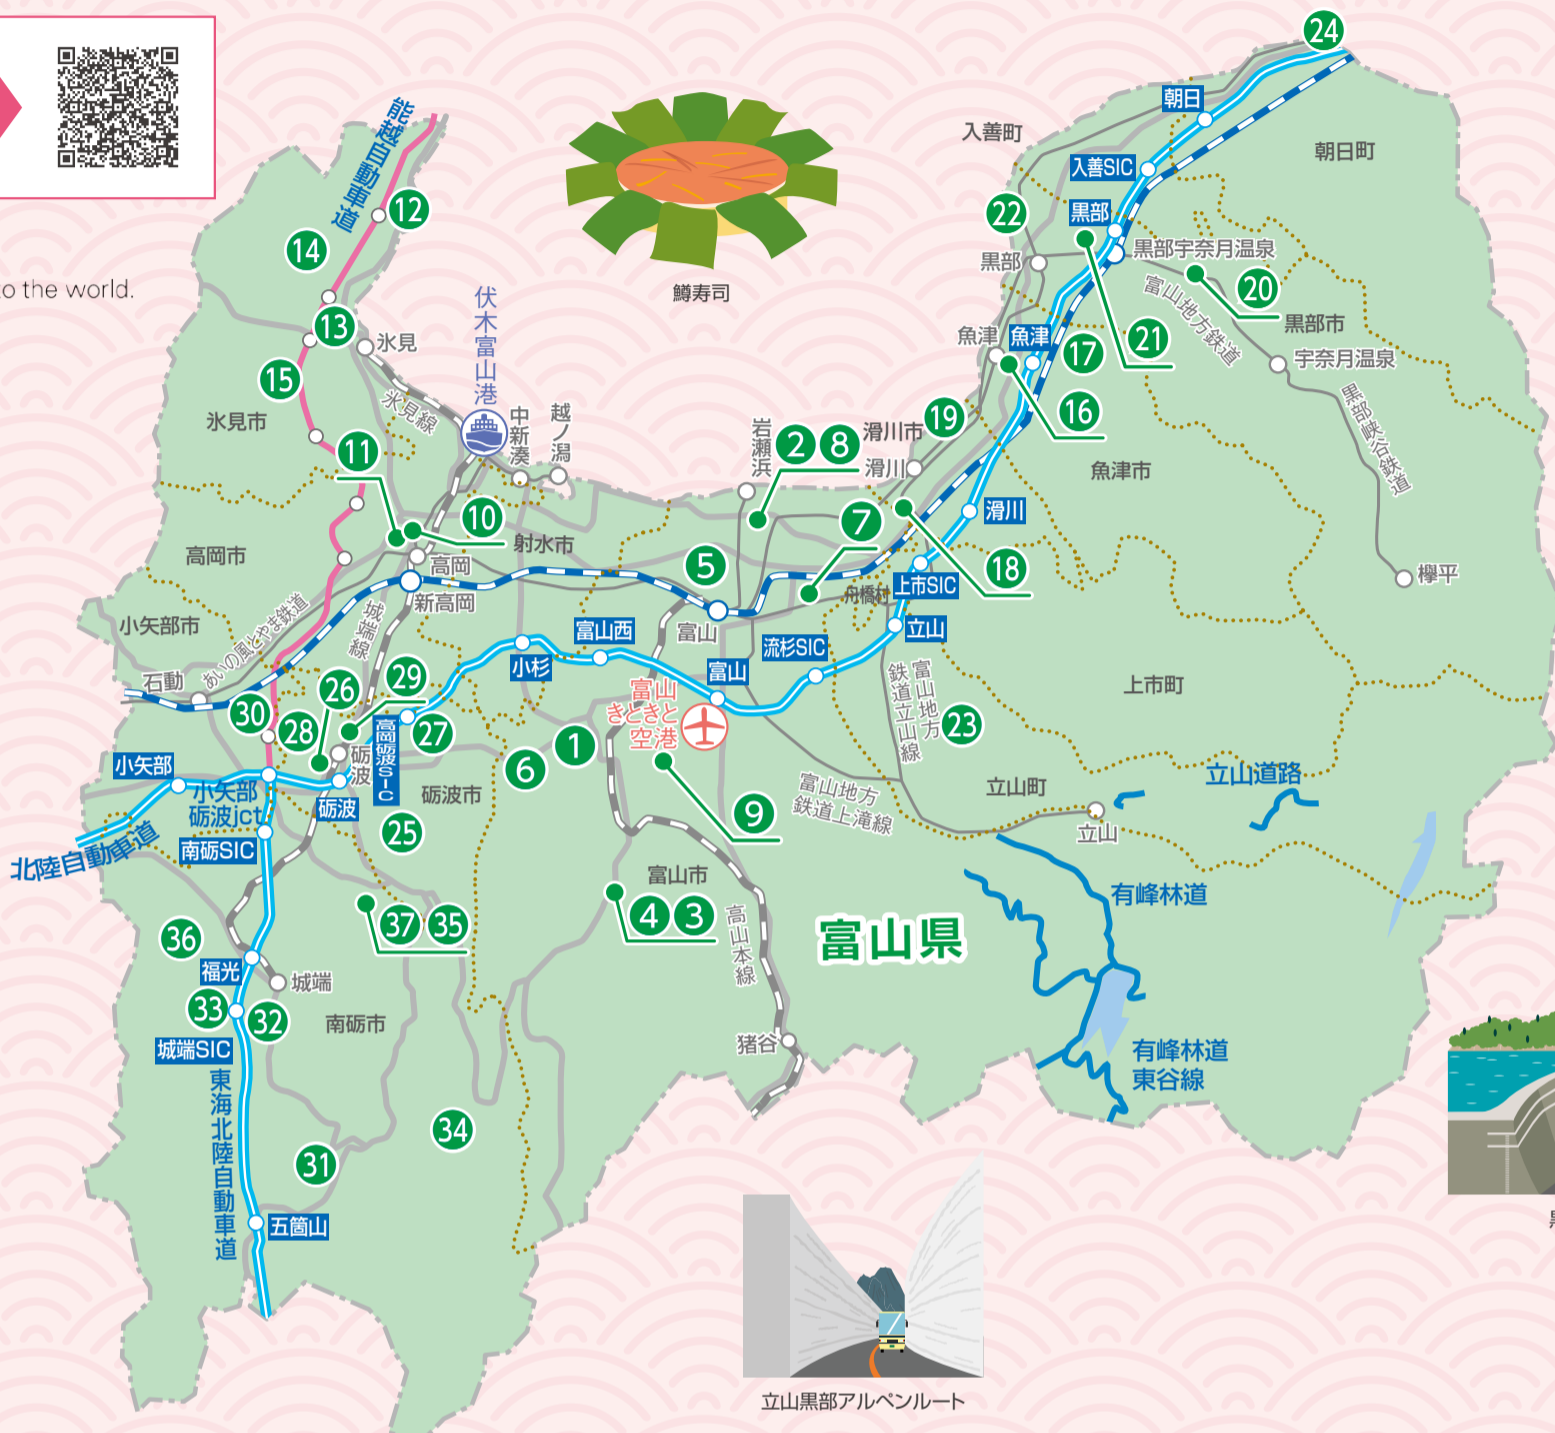 24
能越自動車道
朝日
入善町
朝日町
入善SIC
12
22
黒部
14
黒部宇奈月温泉
黒部
to the world.
鱒寿司
伏木富山港
富山地方鉄道
20
黒部市
13
氷見
魚津
魚津
17
21
宇奈月温泉
15
氷見線
16
黒部峡谷鉄道
氷見市
中新湊
越ノ潟
岩瀬浜
2 8
滑川市
19
11
滑川
魚津市
10
7
滑川
射水市
高岡市
高岡
5
18
上市SIC
欅平
新高岡
舟橋村
小矢部市
あいの風とやま鉄道
城端線
富山
立山
富山西
流杉SIC
小杉
石動
富山
富山地方
鉄道立山線
上市町
26
29
富山
きときと
空港
30
28
高岡砺波SIC
27
23
砺波
1
6
小矢部
小矢部
砺波jct
砺波
砺波市
富山地方
鉄道上滝線
立山町
立山道路
9
25
立山
北陸自動車道
南砺SIC
富山市
有峰林道
37 35
4 3
高山本線
富山県
36
福光
城端
33
32
南砺市
城端SIC
猪谷
有峰林道
東谷線
東海北陸自動車道
34
31
五箇山
立山黒部アルペンルート